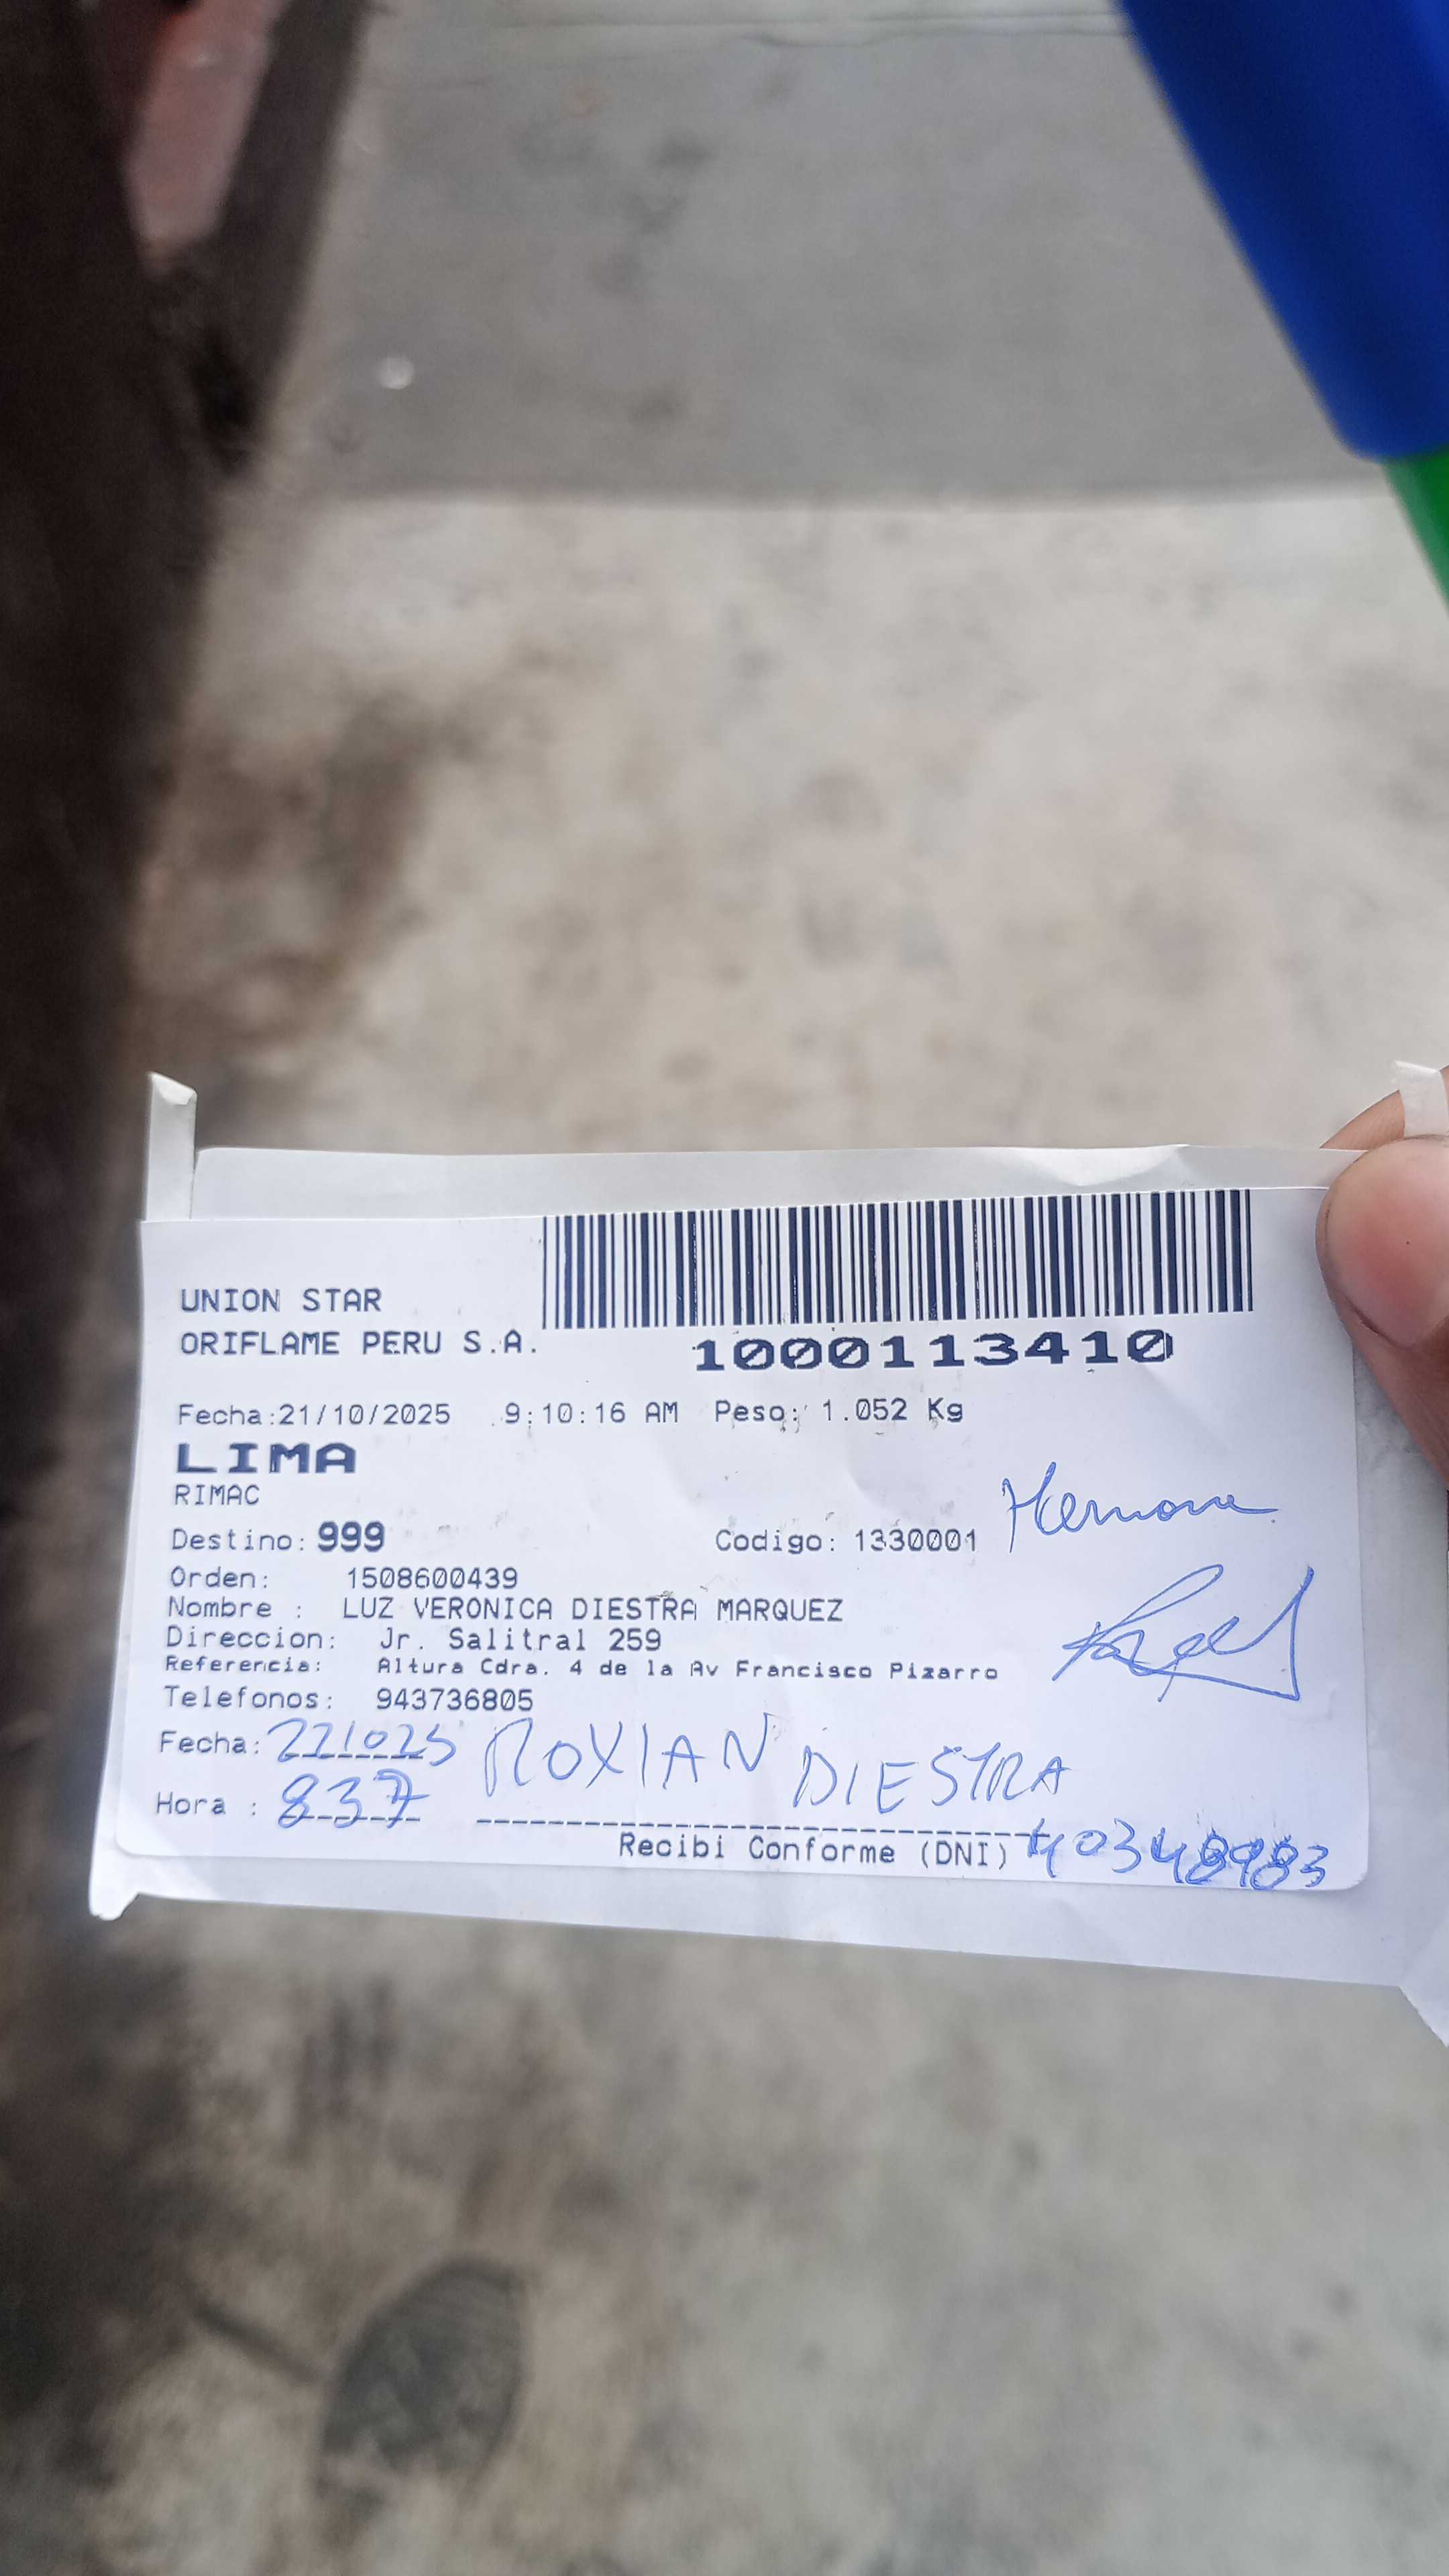 UNION STAR
ORIFLAME PERU S.A.
1000113410
Fecha:21/10/2025 9:10:16 AM Peso: 1.052 Kg
LIMA
RIMAC
Hermana
Destino: 999 Codigo: 1330001
Orden: 1508600439
Nombre : LUZ VERONICA DIESTRA MARQUEZ
Direccion: Jr. Salitral 259
Referencia: Altura Cdra. 4 de la Av Francisco Pizarro
Telefonos: 943736805
Fecha: 221025 ROXIAN DIESTRA
Hora : 837
Recibi Conforme (DNI)